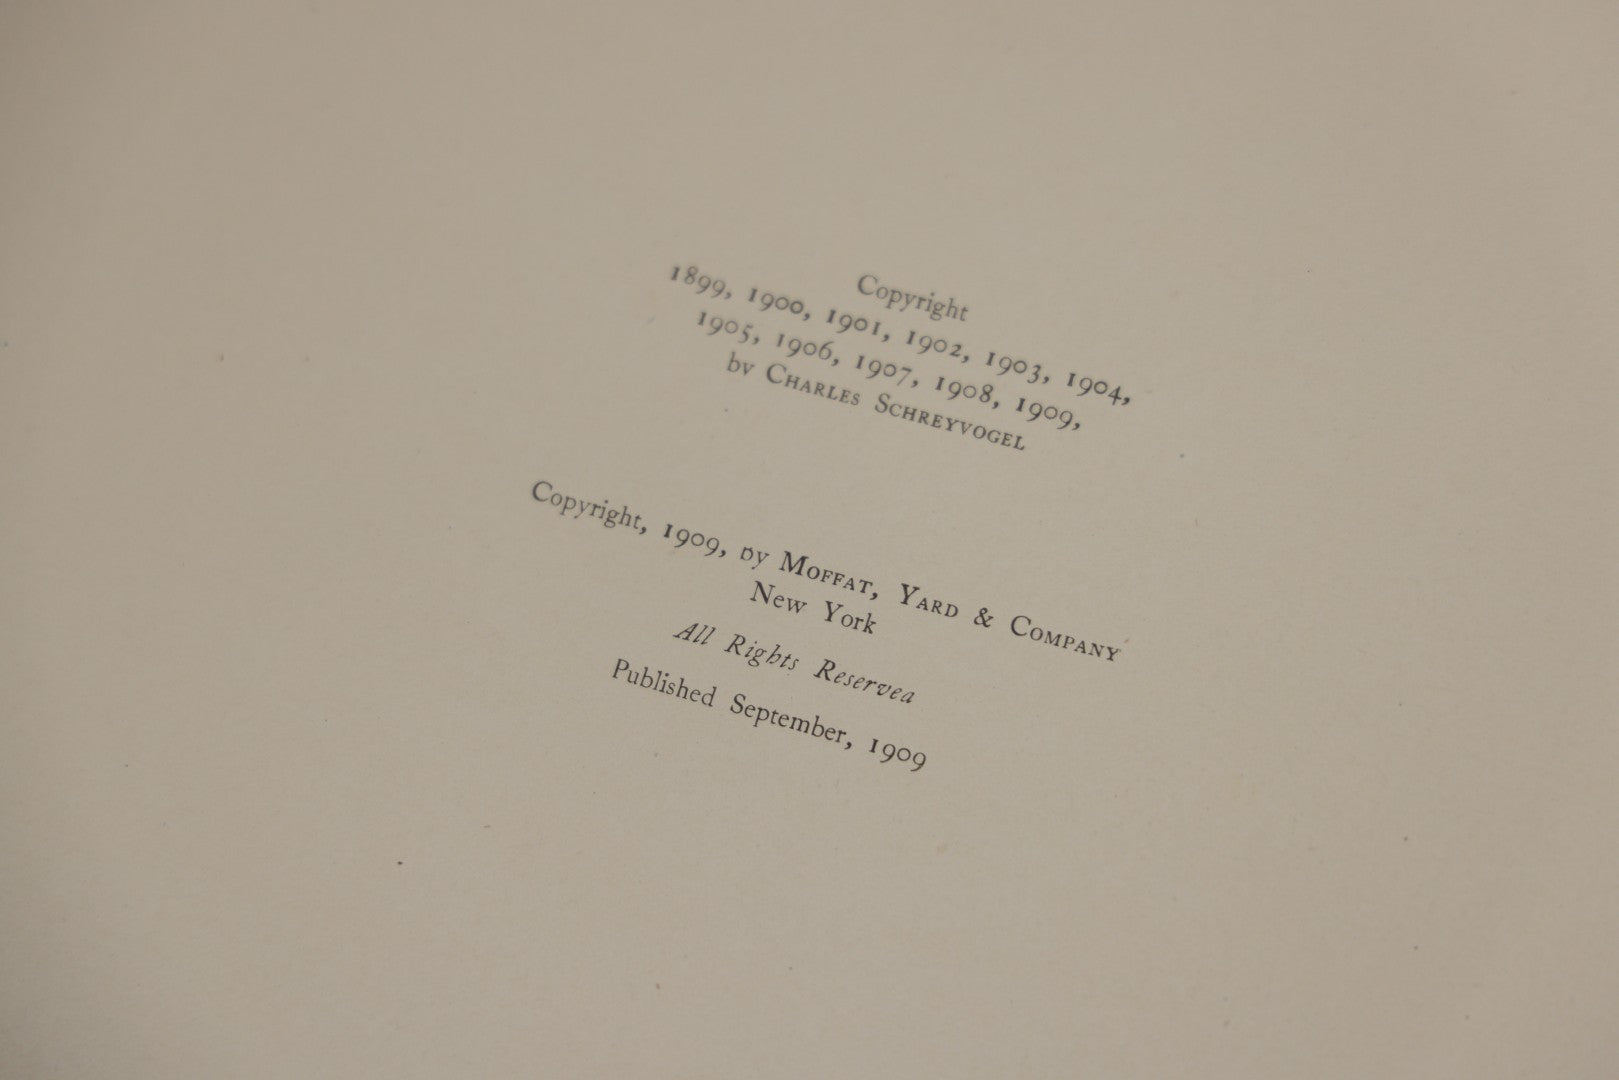 Copyright
1899, 1900, 1901, 1902, 1903, 1904,
1905, 1906, 1907, 1908, 1909,
by Charles Schreyvogel
Copyright, 1909, by Moffat, Yard & Company
New York
All Rights Reserved
Published September, 1909